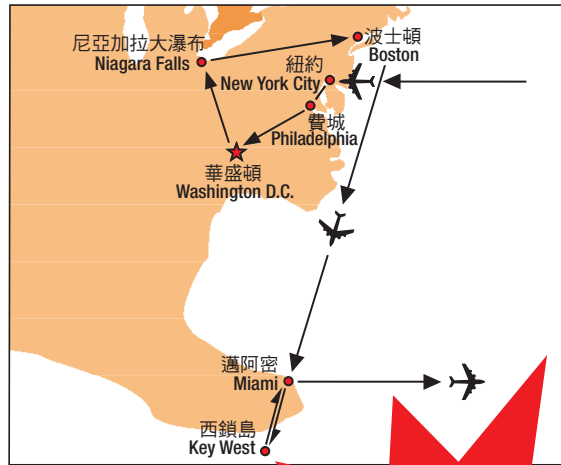 尼亞加拉大瀑布
Niagara Falls
波士頓
Boston
紐約
New York City
費城
Philadelphia
華盛頓
Washington D.C.
邁阿密
Miami
西鎖島
Key West